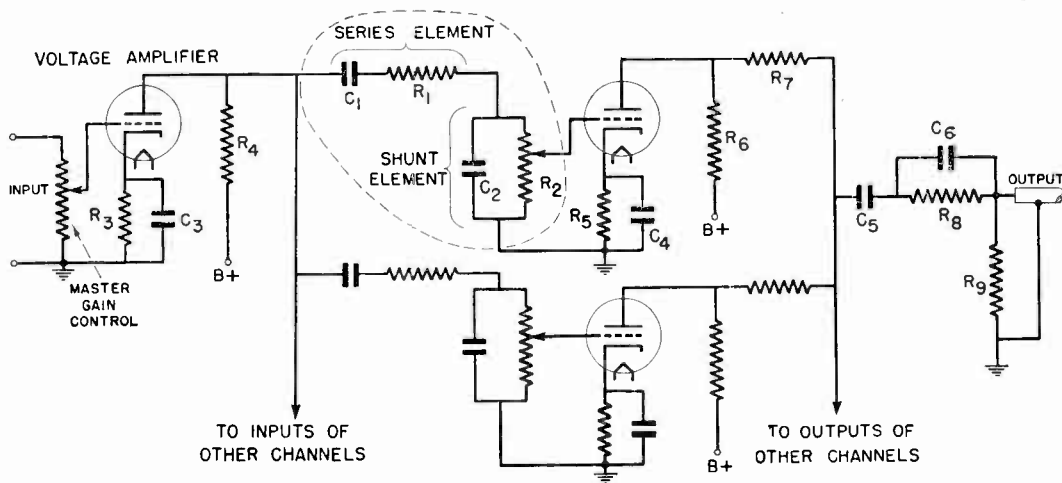 SERIES ELEMENT
VOLTAGE AMPLIFIER
C1
R1
R7
R4
R6
C6
SHUNT
ELEMENT
C2
R2
INPUT
OUTPUT
R3
C3
R5
C4
C5
R8
B+
B+
R9
MASTER
GAIN
CONTROL
TO INPUTS OF
OTHER CHANNELS
B+
TO OUTPUTS OF
OTHER CHANNELS